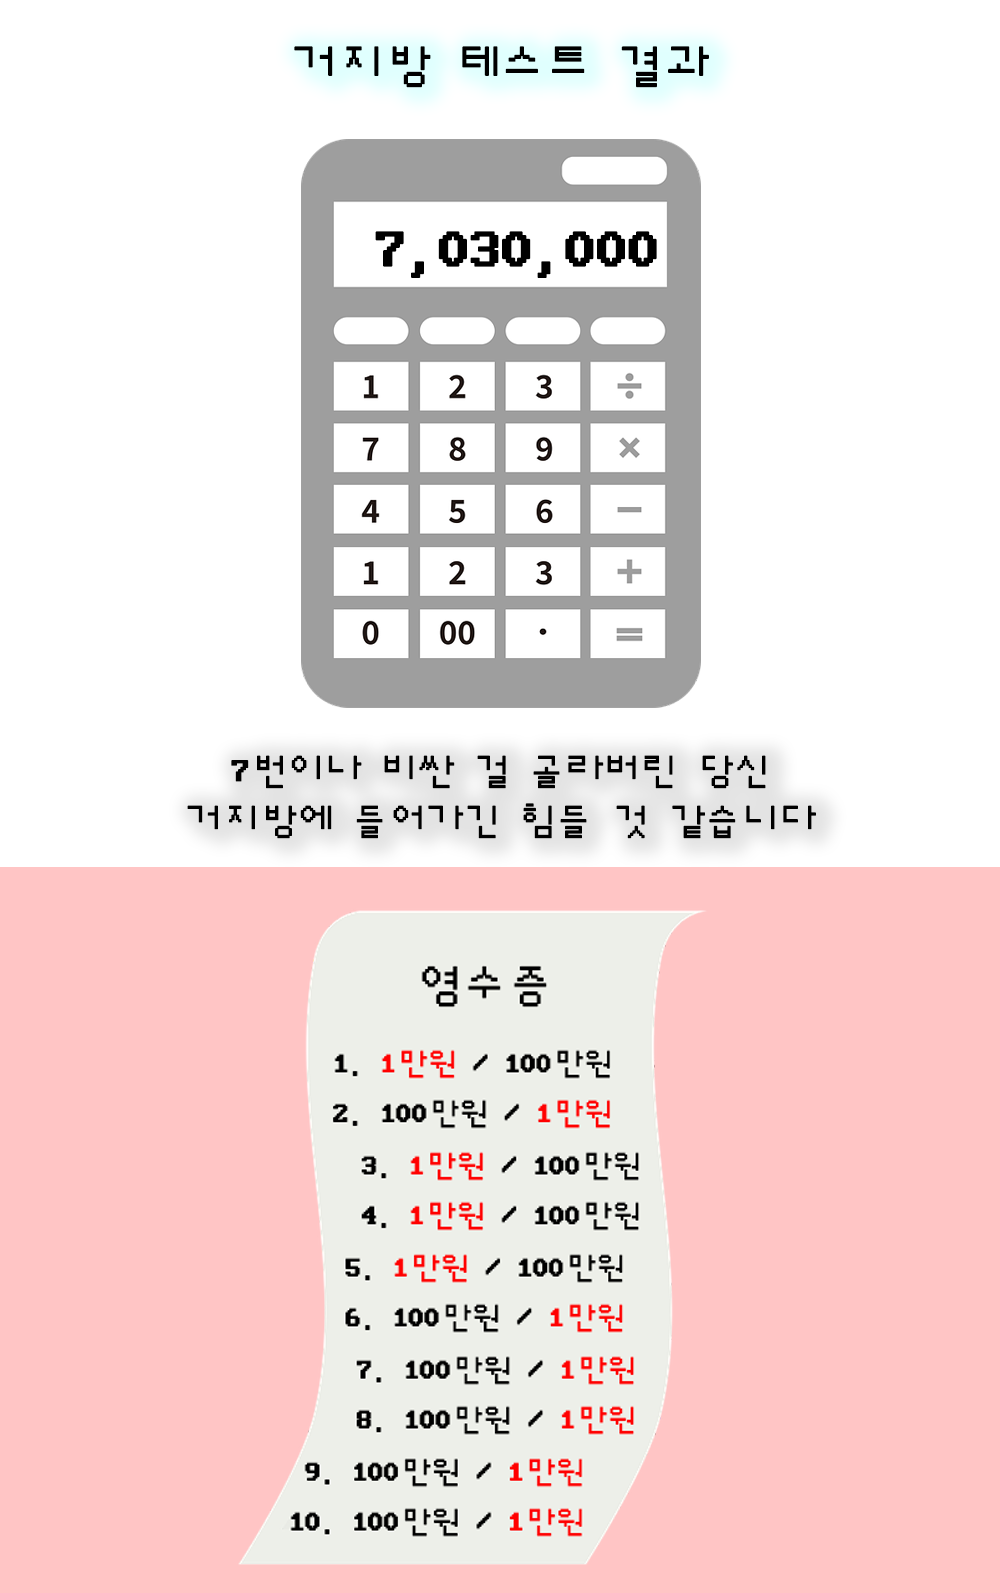 거지방 테스트 결과
7,030,000
1 2 3 ÷
7 8 9 ×
4 5 6 −
1 2 3 +
0 00 · =
7번이나 비싼 걸 골라버린 당신
거지방에 들어가긴 힘들 것 같습니다
영수증
1. 1만원 / 100만원
2. 100만원 / 1만원
3. 1만원 / 100만원
4. 1만원 / 100만원
5. 1만원 / 100만원
6. 100만원 / 1만원
7. 100만원 / 1만원
8. 100만원 / 1만원
9. 100만원 / 1만원
10. 100만원 / 1만원